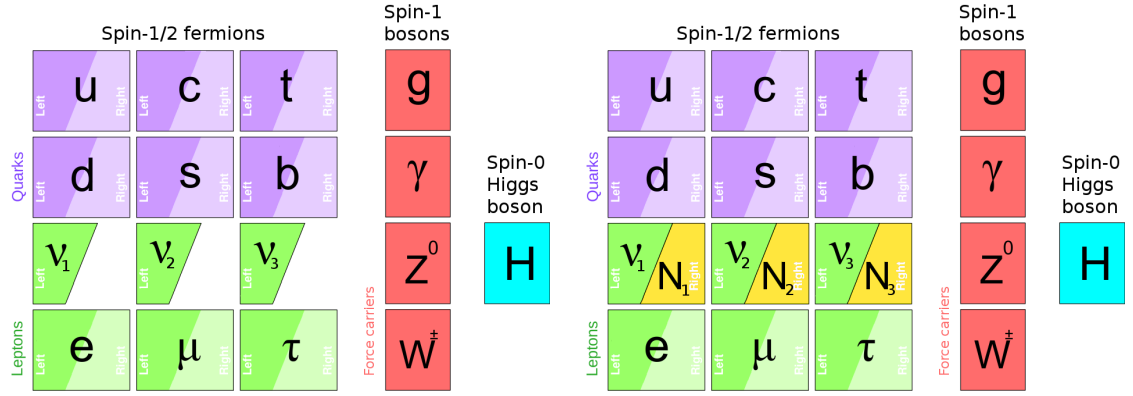 Spin-1/2 fermions
Spin-1
bosons
Left u Right
Left c Right
Left t Right
g
Quarks
Left d Right
Left s Right
Left b Right
γ
Spin-0
Higgs
boson
Left ν1
Left ν2
Left ν3
Z0
H
Leptons
Left e Right
Left μ Right
Left τ Right
Force carriers
W±
Spin-1/2 fermions
Spin-1
bosons
Left u Right
Left c Right
Left t Right
g
Quarks
Left d Right
Left s Right
Left b Right
γ
Spin-0
Higgs
boson
Left ν1 N1 Right
Left ν2 N2 Right
Left ν3 N3 Right
Z0
H
Leptons
Left e Right
Left μ Right
Left τ Right
Force carriers
W±